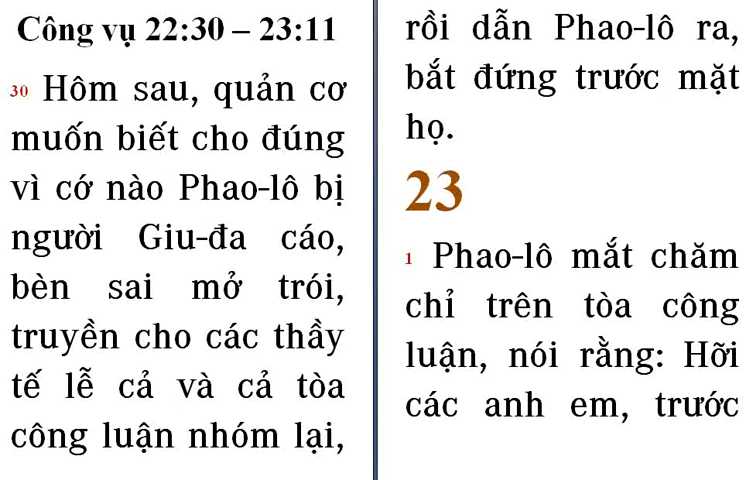 Công vụ 22:30 – 23:11
30 Hôm sau, quản cơ
muốn biết cho đúng
vì cớ nào Phao-lô bị
người Giu-đa cáo,
bèn sai mở trói,
truyền cho các thầy
tế lễ cả và cả tòa
công luận nhóm lại,
rồi dẫn Phao-lô ra,
bắt đứng trước mặt
họ.
23
1 Phao-lô mắt chăm
chỉ trên tòa công
luận, nói rằng: Hỡi
các anh em, trước